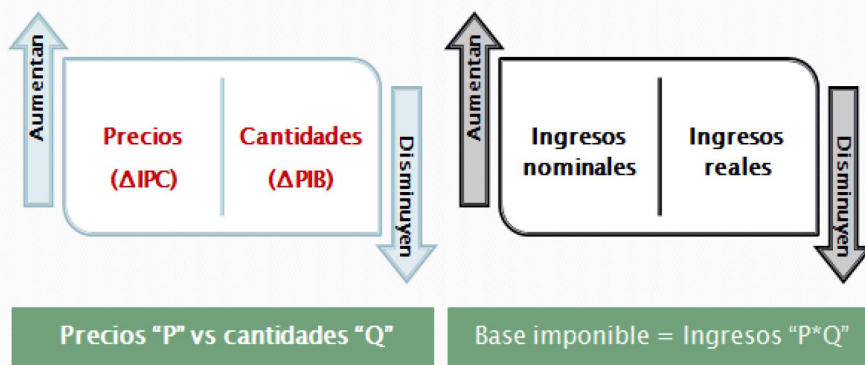 Aumentan
Precios
(ΔIPC)
Cantidades
(ΔPIB)
Disminuyen
Precios “P” vs cantidades “Q”
Aumentan
Ingresos
nominales
Ingresos
reales
Disminuyen
Base imponible = Ingresos “P*Q”